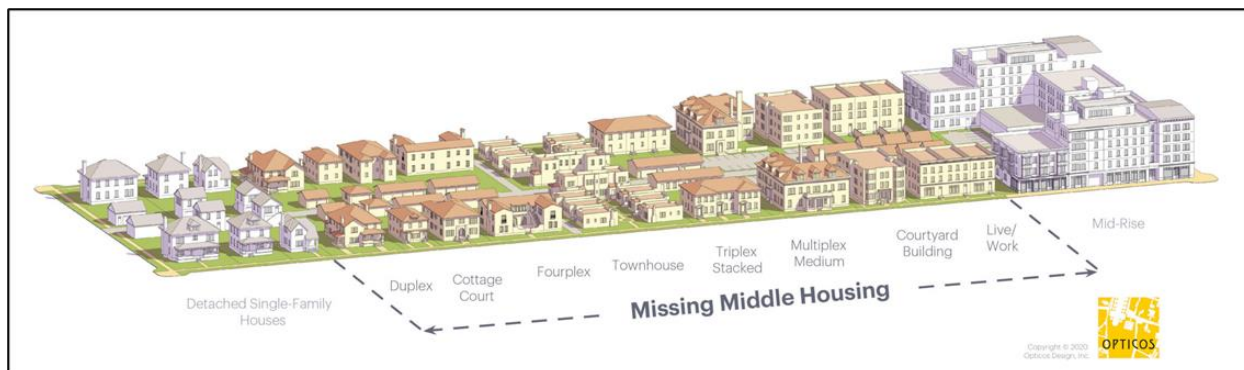 Detached Single-Family
Houses
Duplex
Cottage
Court
Fourplex
Townhouse
Triplex
Stacked
Multiplex
Medium
Courtyard
Building
Live/
Work
Mid-Rise
Missing Middle Housing
Copyright © 2020
Opticos Design, Inc.
OPTICOS